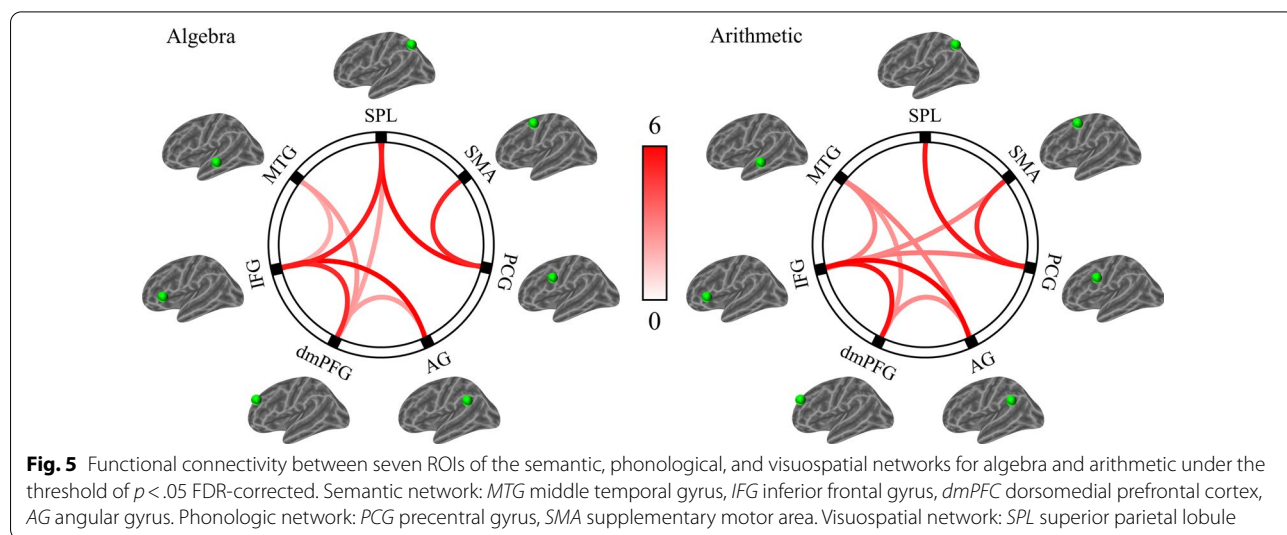 Algebra
Arithmetic
SPL
SMA
PCG
AG
dmPFG
IFG
MTG
6
0
SPL
SMA
PCG
AG
dmPFG
IFG
MTG
Fig. 5 Functional connectivity between seven ROIs of the semantic, phonological, and visuospatial networks for algebra and arithmetic under the
threshold of p < .05 FDR-corrected. Semantic network: MTG middle temporal gyrus, IFG inferior frontal gyrus, dmPFC dorsomedial prefrontal cortex,
AG angular gyrus. Phonologic network: PCG precentral gyrus, SMA supplementary motor area. Visuospatial network: SPL superior parietal lobule